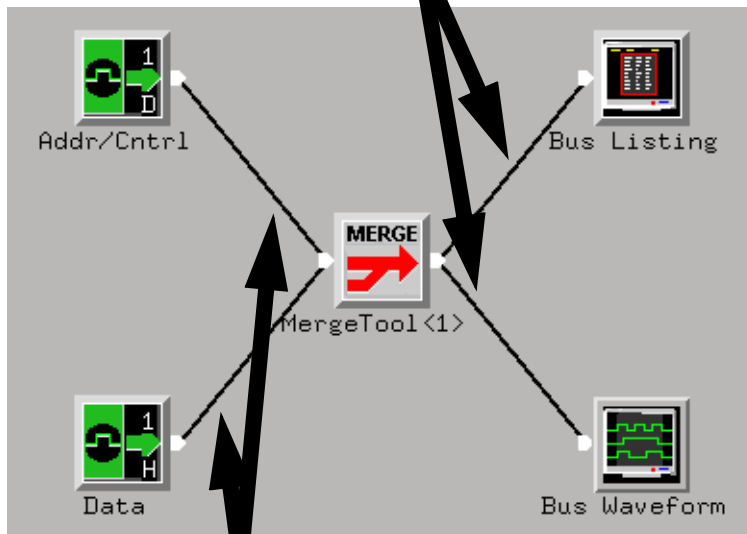 1
D
Addr/Cntrl
Bus Listing
MERGE
MergeTool<1>
1
H
Data
Bus Waveform